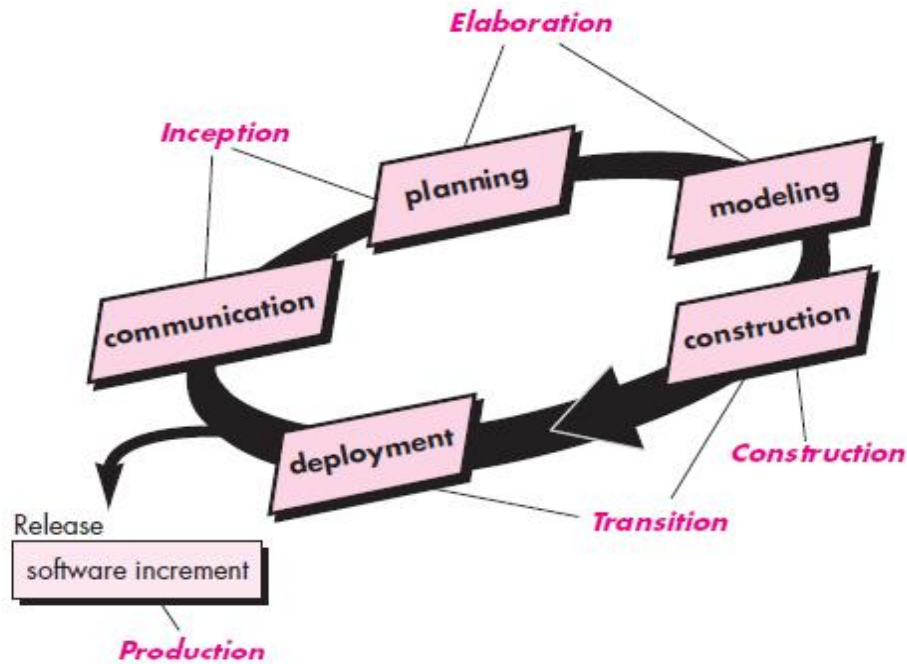 Elaboration
Inception
planning
modeling
communication
construction
deployment
Construction
Release
Transition
software increment
Production